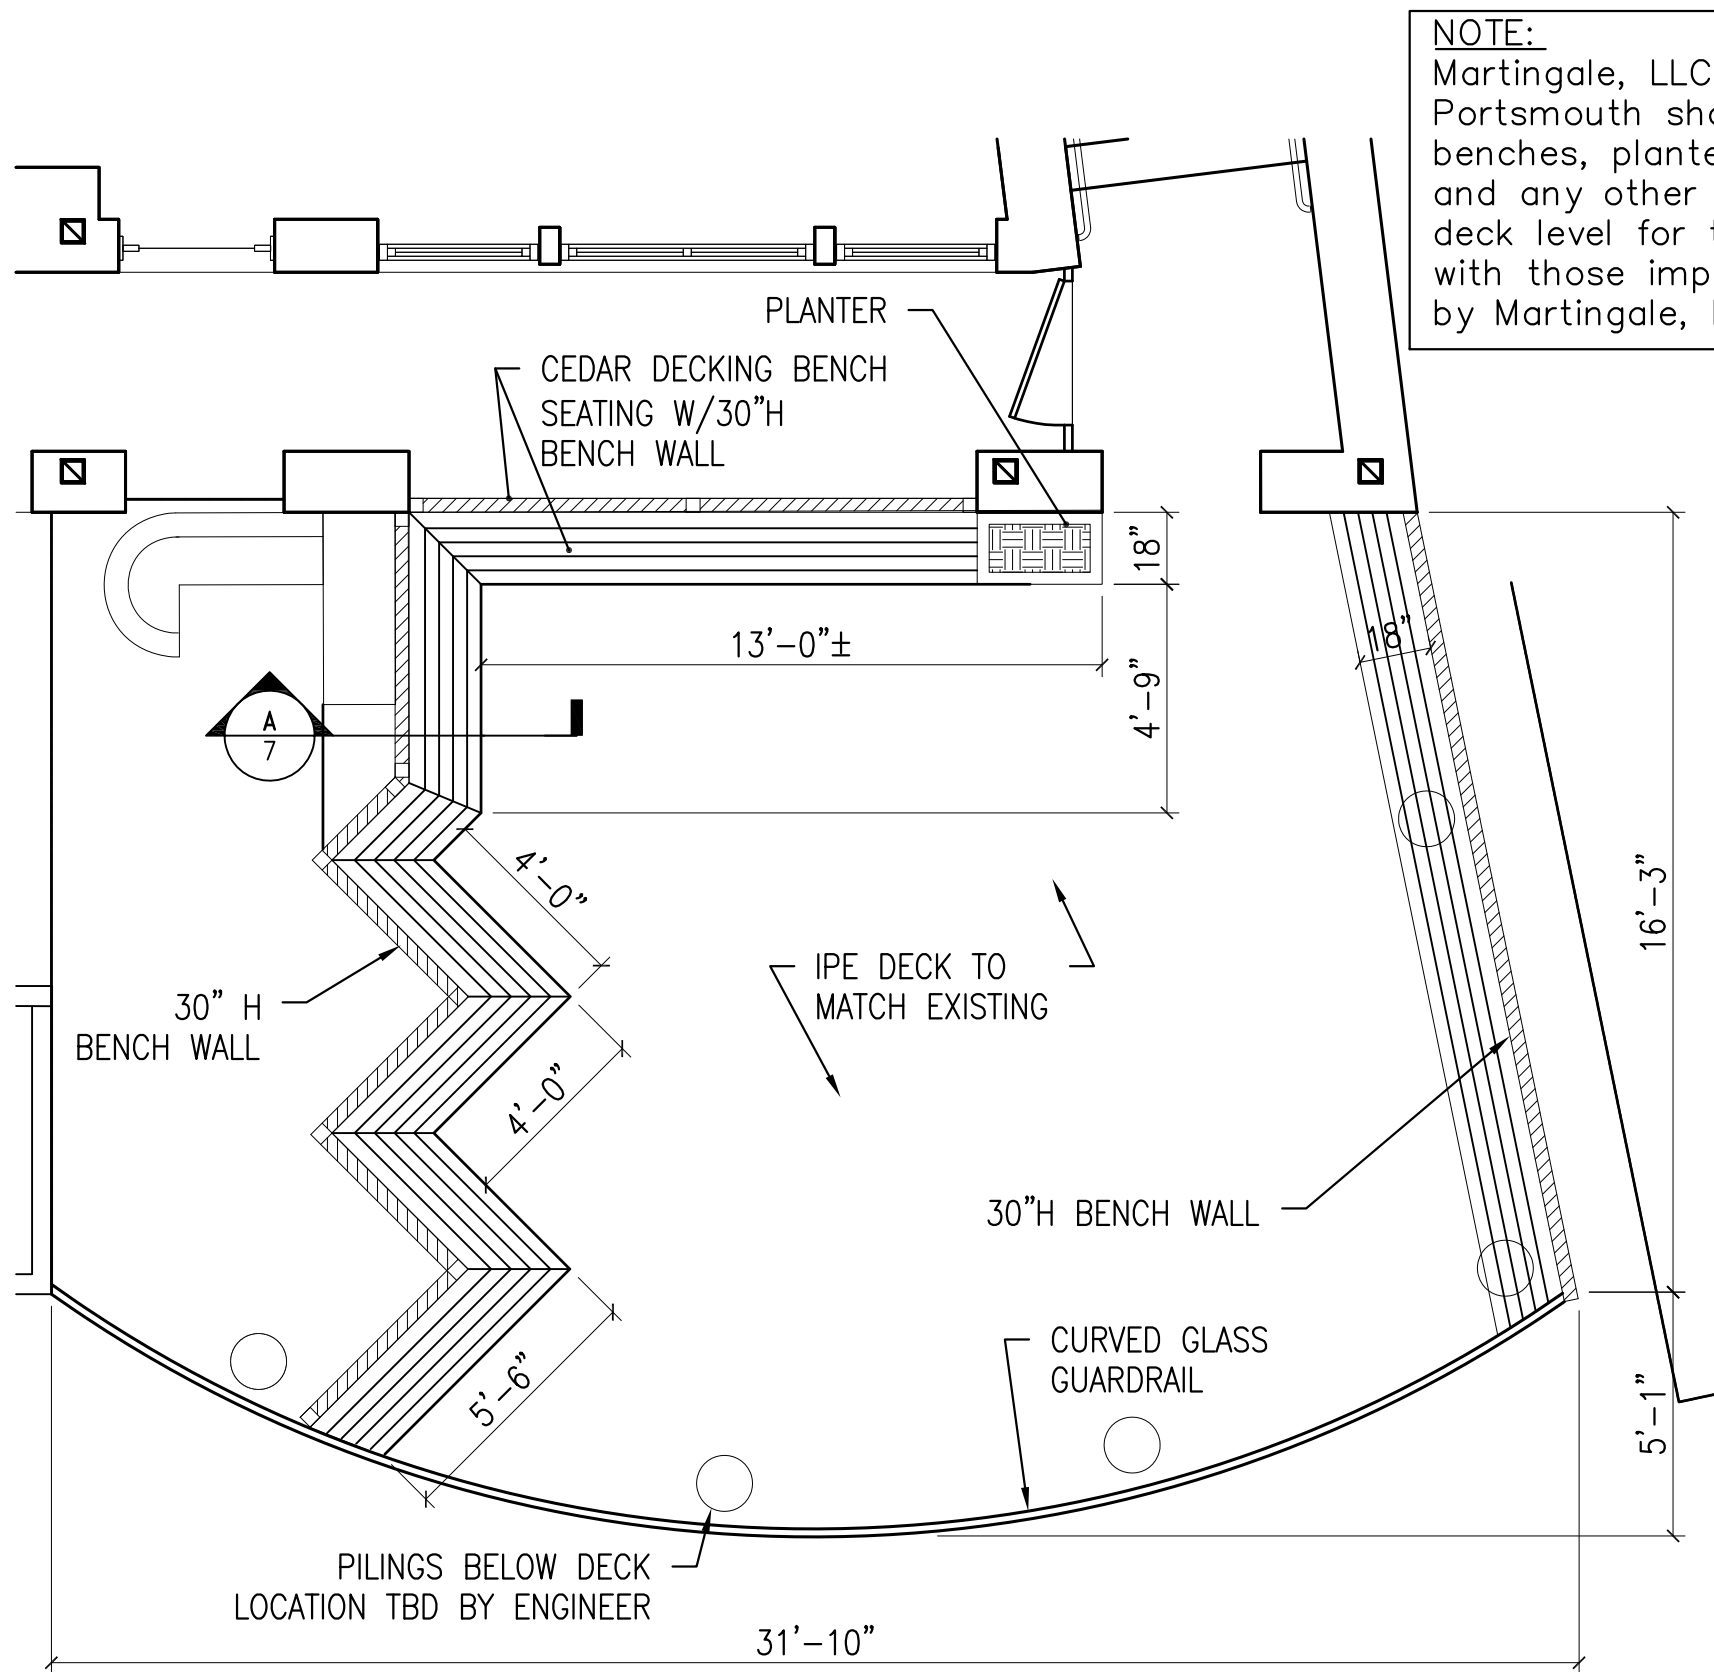 NOTE:
Martingale, LLC
Portsmouth
benches,
and any other
deck level for
with those
by Martingale,
PLANTER
CEDAR DECKING BENCH
SEATING W/30"H
BENCH WALL
18"
18"
13'-0"±
4'-9"
A
7
4'-0"
16'-3"
IPE DECK TO
MATCH EXISTING
30" H
BENCH WALL
4'-0"
30"H BENCH WALL
CURVED GLASS
GUARDRAIL
5'-6"
5'-1"
PILINGS BELOW DECK
LOCATION TBD BY ENGINEER
31'-10"